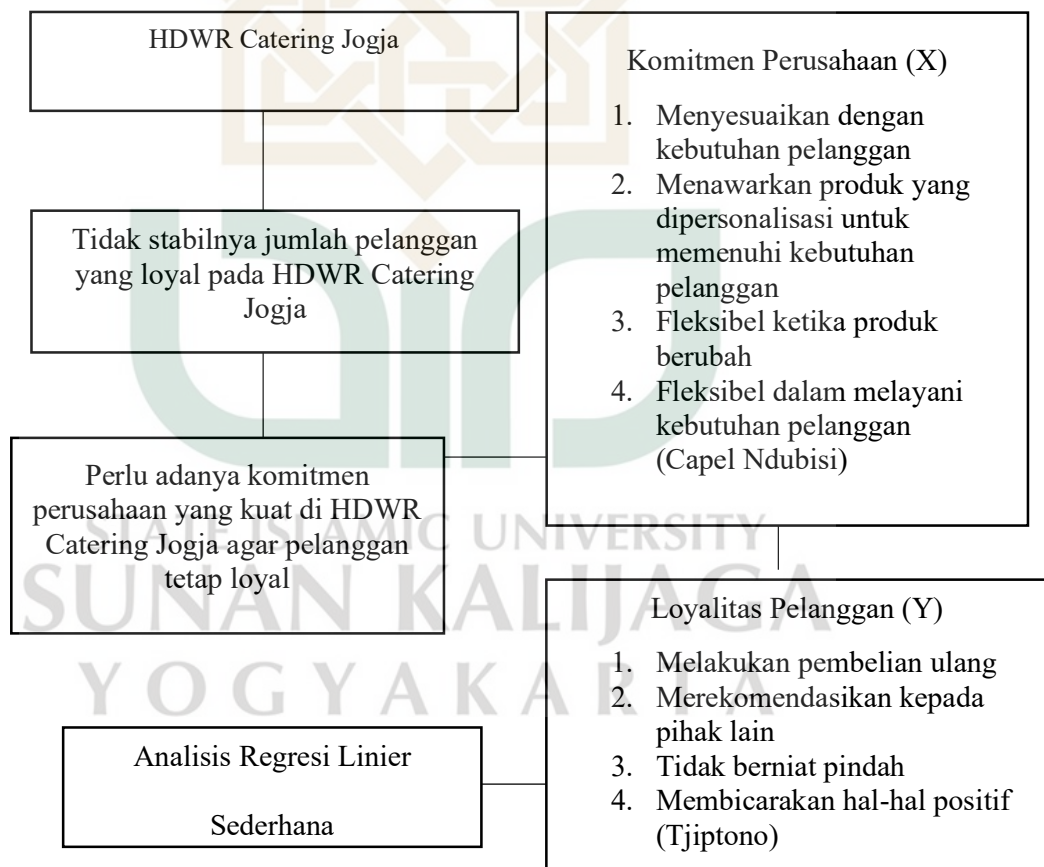 HDWR Catering Jogja
Tidak stabilnya jumlah pelanggan
yang loyal pada HDWR Catering
Jogja
Perlu adanya komitmen
perusahaan yang kuat di HDWR
Catering Jogja agar pelanggan
tetap loyal
Komitmen Perusahaan (X)
1. Menyesuaikan dengan
kebutuhan pelanggan
2. Menawarkan produk yang
dipersonalisasi untuk
memenuhi kebutuhan
pelanggan
3. Fleksibel ketika produk
berubah
4. Fleksibel dalam melayani
kebutuhan pelanggan
(Capel Ndubisi)
Loyalitas Pelanggan (Y)
1. Melakukan pembelian ulang
2. Merekomendasikan kepada
pihak lain
3. Tidak berniat pindah
4. Membicarakan hal-hal positif
(Tjiptono)
Analisis Regresi Linier
Sederhana
STATE ISLAMIC UNIVERSITY
SUNAN KALIJAGA
YOGYAKARTA